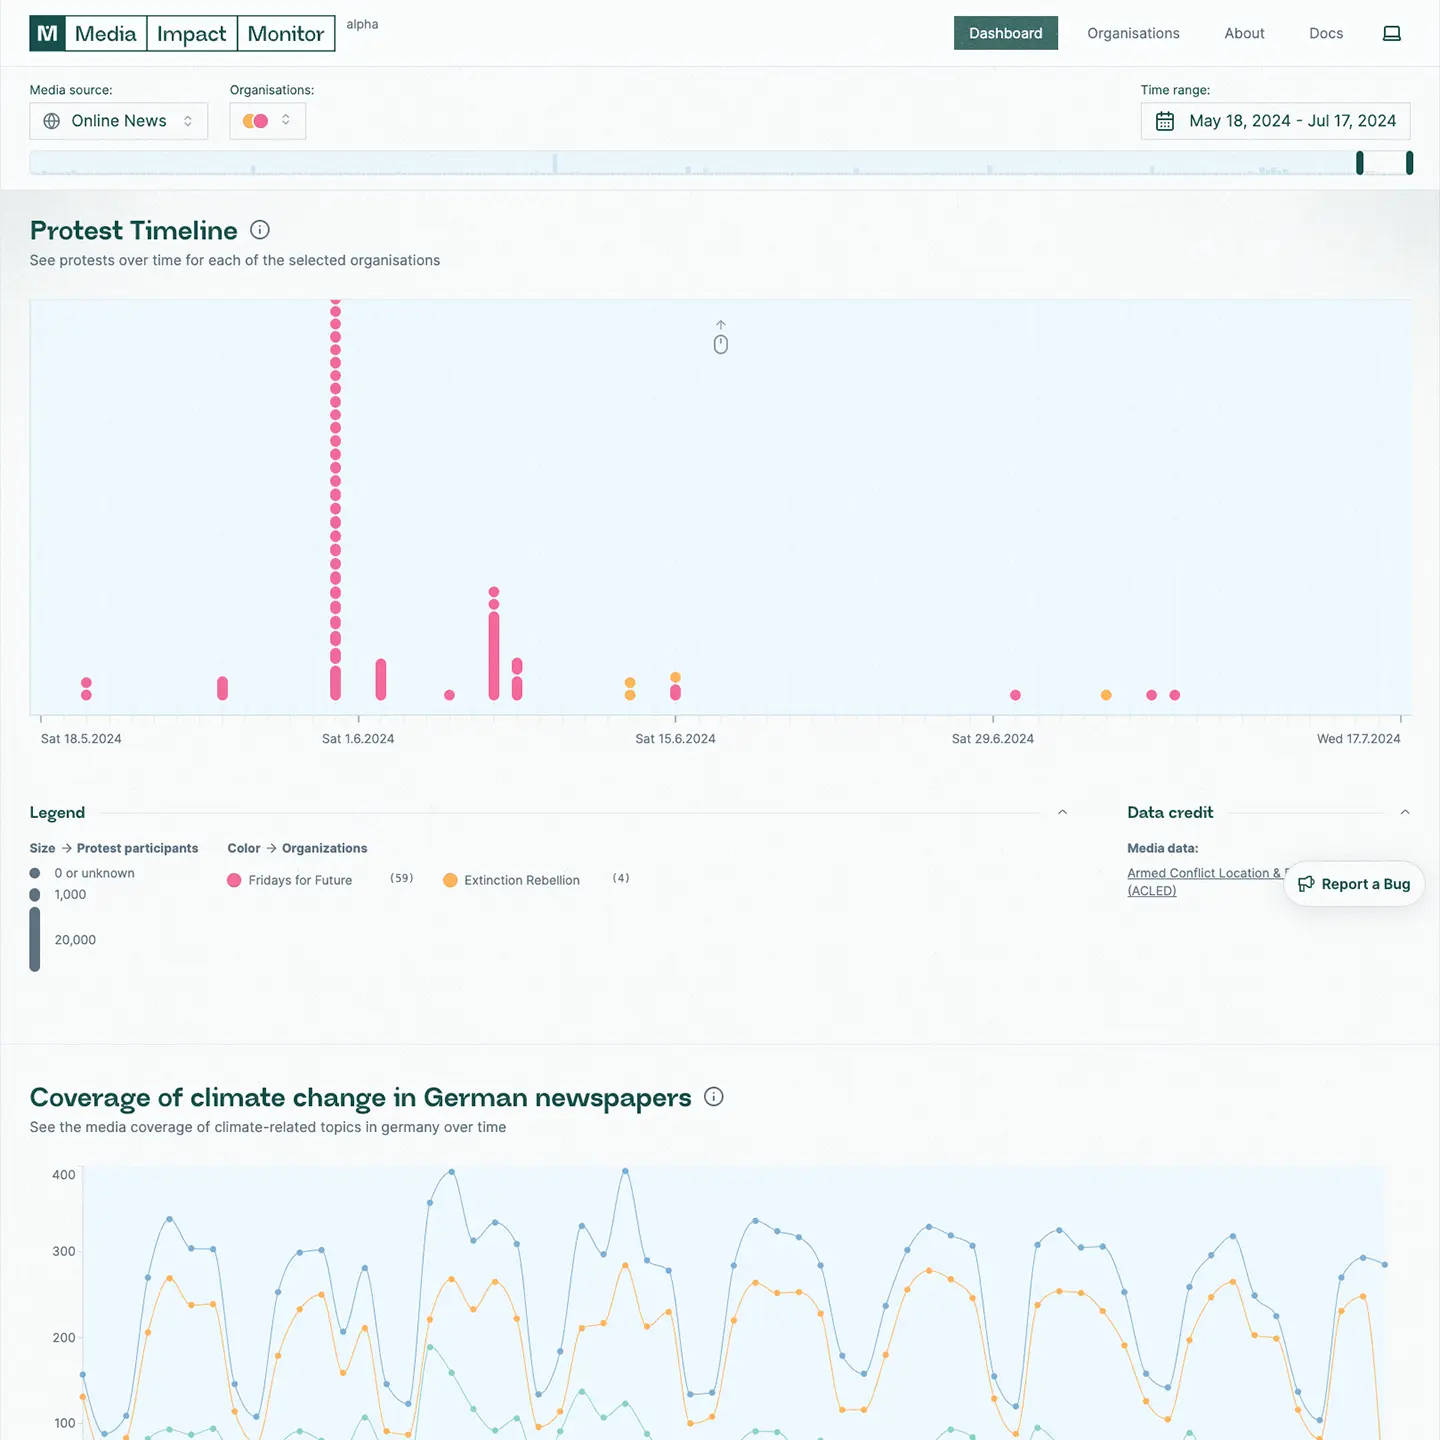 M Media Impact Monitor alpha
Dashboard Organisations About Docs
Media source: Organisations: Time range:
Online News May 18, 2024 - Jul 17, 2024
Protest Timeline
See protests over time for each of the selected organisations
Sat 18.5.2024 Sat 1.6.2024 Sat 15.6.2024 Sat 29.6.2024 Wed 17.7.2024
Legend
Size → Protest participants
0 or unknown
1,000
20,000
Color → Organizations
Fridays for Future (59) Extinction Rebellion (4)
Data credit
Media data:
Armed Conflict Location &
(ACLED)
Report a Bug
Coverage of climate change in German newspapers
See the media coverage of climate-related topics in germany over time
400
300
200
100